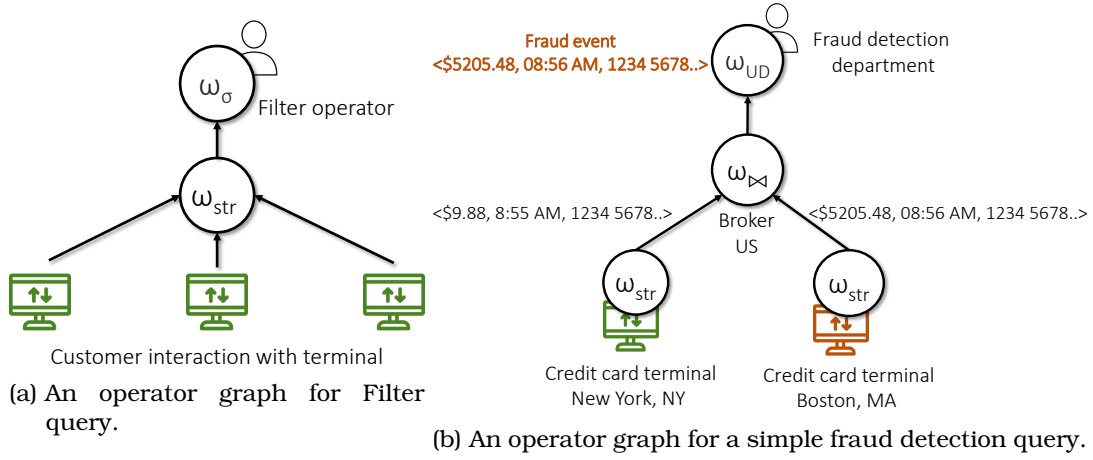 ω_σ
Filter operator
ω_str
Customer interaction with terminal
(a) An operator graph for Filter
query.
Fraud event
<$5205.48, 08:56 AM, 1234 5678..>
ω_UD
Fraud detection
department
ω_⋈
<$9.88, 8:55 AM, 1234 5678..>
Broker
US
<$5205.48, 08:56 AM, 1234 5678..>
ω_str
ω_str
Credit card terminal
New York, NY
Credit card terminal
Boston, MA
(b) An operator graph for a simple fraud detection query.